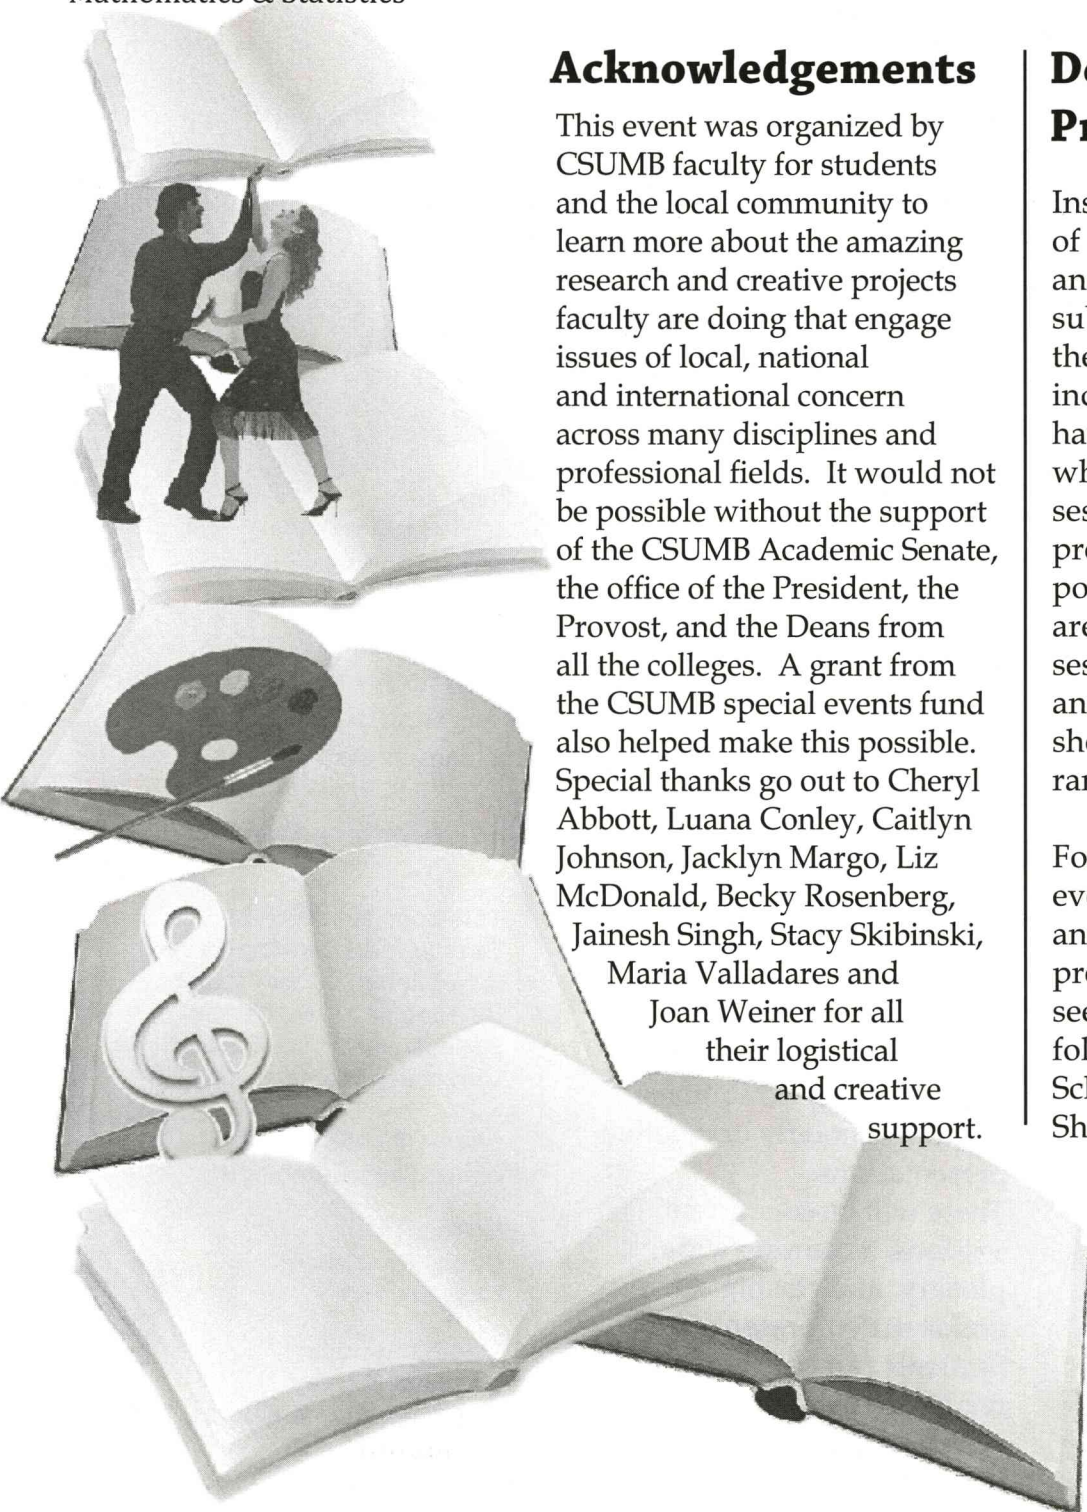 Mathematics & Statistics
Acknowledgements
This event was organized by
CSUMB faculty for students
and the local community to
learn more about the amazing
research and creative projects
faculty are doing that engage
issues of local, national
and international concern
across many disciplines and
professional fields.  It would not
be possible without the support
of the CSUMB Academic Senate,
the office of the President, the
Provost, and the Deans from
all the colleges.  A grant from
the CSUMB special events fund
also helped make this possible.
Special thanks go out to Cheryl
Abbott, Luana Conley, Caitlyn
Johnson, Jacklyn Margo, Liz
McDonald, Becky Rosenberg,
Jainesh Singh, Stacy Skibinski,
Maria Valladares and
Joan Weiner for all
their logistical
and creative
support.
of